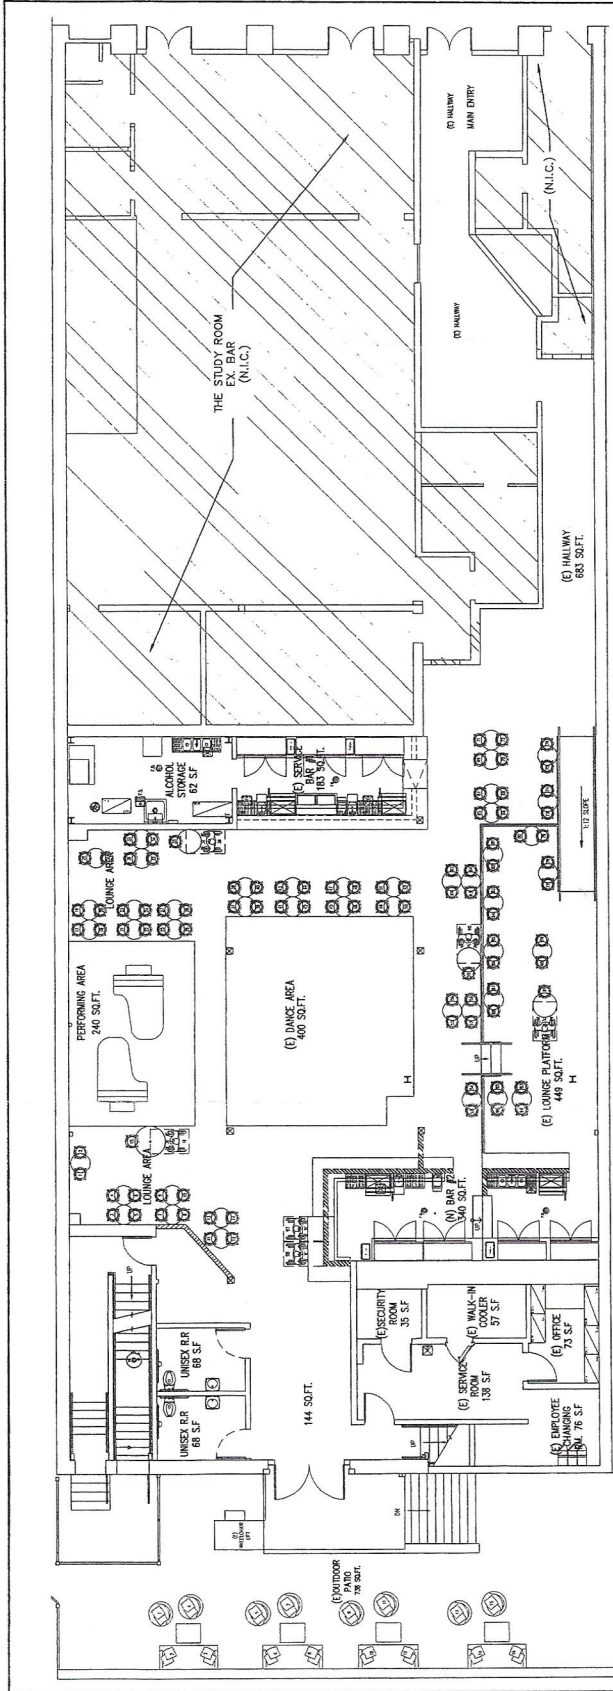 (E) HALLWAY
MAIN ENTRY
(N.I.C.)
THE STUDY ROOM
EX. BAR
(N.I.C.)
(E) HALLWAY
(E) HALLWAY
683 SQ.FT.
ALCOHOL
STORAGE
62 S.F
(E) SERVICE
BAR #1
183 SQ.FT.
1:12 SLOPE
LOUNGE AREA
PERFORMING AREA
240 SQ.FT.
(E) DANCE AREA
400 SQ.FT.
H
UP
(E) LOUNGE PLATFORM
449 SQ.FT.
H
LOUNGE AREA
(N) BAR #2
340 SQ.FT.
UP
UP
UNISEX R.R
68 S.F
UNISEX R.R
68 S.F
144 SQ.FT.
(E)SECURITY
ROOM
35 S.F
(E) WALK-IN
COOLER
57 S.F
(E) SERVICE
ROOM
138 S.F
(E) OFFICE
73 S.F
(E) EMPLOYEE
CHANGING
RM. 76 S.F
UP
DN
(E)
WHEELCHAIR
LIFT
(E)OUTDOOR
PATIO
738 SQ.FT.